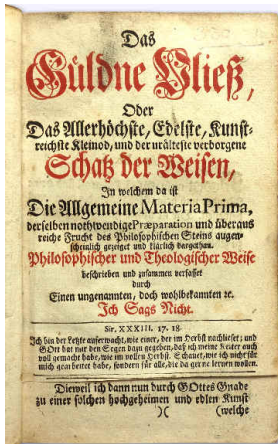 Das
Güldne Vließ,
Oder
Das Allerhöchste, Edelste, Kunst-
reichste Kleinod, und der urälteste verborgene
Schatz der Weisen,
In welchem da ist
Die Allgemeine Materia Prima,
derselben nothwendige Præparation und überaus
reiche Frucht des Philosophischen Steins augen-
scheinlich gezeiget und klärlich dargethan.
Philosophischer und Theologischer Weise
beschrieben und zusammen verfasset
durch
Einen ungenannten, doch wohlbekannten ꝛc.
Ich Sags Nicht.
Sir. XXXIII. 17. 18.
Ich bin der Letzte auferwacht, wie einer, der im Herbst nachlieset; und
GOtt hat mir den Segen dazu gegeben, daß ich meine Kelter auch
voll gemacht habe, wie im vollen Herbst. Schauet, wie ich nicht für
mich gearbeitet habe, sondern für alle, die da gerne lernen wollen.
Dieweil ich dann nun durch GOttes Gnade
zu einer solchen hochgeheimen und edlen Kunst
)( (welche